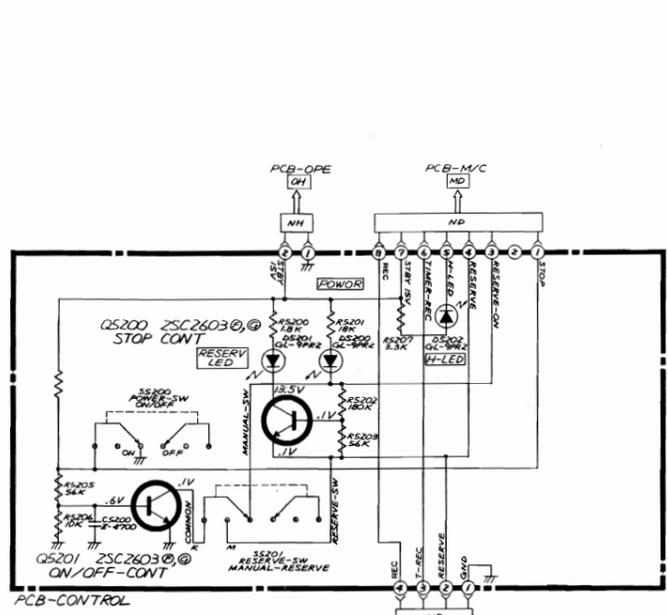 PCB-OPE
OH
NH
2 1
STBY 15V
PCB-M/C
MD
ND
8 7 6 5 4 3 2 1
REC
STBY 15V
TIMER-REC
H-LED
RESERVE
RESERVE-ON
STOP
POWOR
Q5200 2SC2603 Ⓕ,Ⓖ
STOP CONT
R5200
1.8K
D5201
GL-9PR2
R5201
18K
D5200
GL-9PR2
R5207
3.3K
D5202
GL-9PR2
H-LED
RESERV
LED
13.5V
R5202
180K
.1V
R5203
56K
.1V
S5200
POWER-SW
ON/OFF
ON
OFF
MANUAL-SW
R5205
56K
.6V
.1V
R5206
10K
C5200
Z-4700
COMMON
R
M
RESERVE-SW
S5201
RESERVE-SW
MANUAL-RESERVE
Q5201 2SC2603 Ⓕ,Ⓖ
ON/OFF-CONT
REC
T-REC
RESERVE
GND
4 3 2 1
PCB-CONTROL